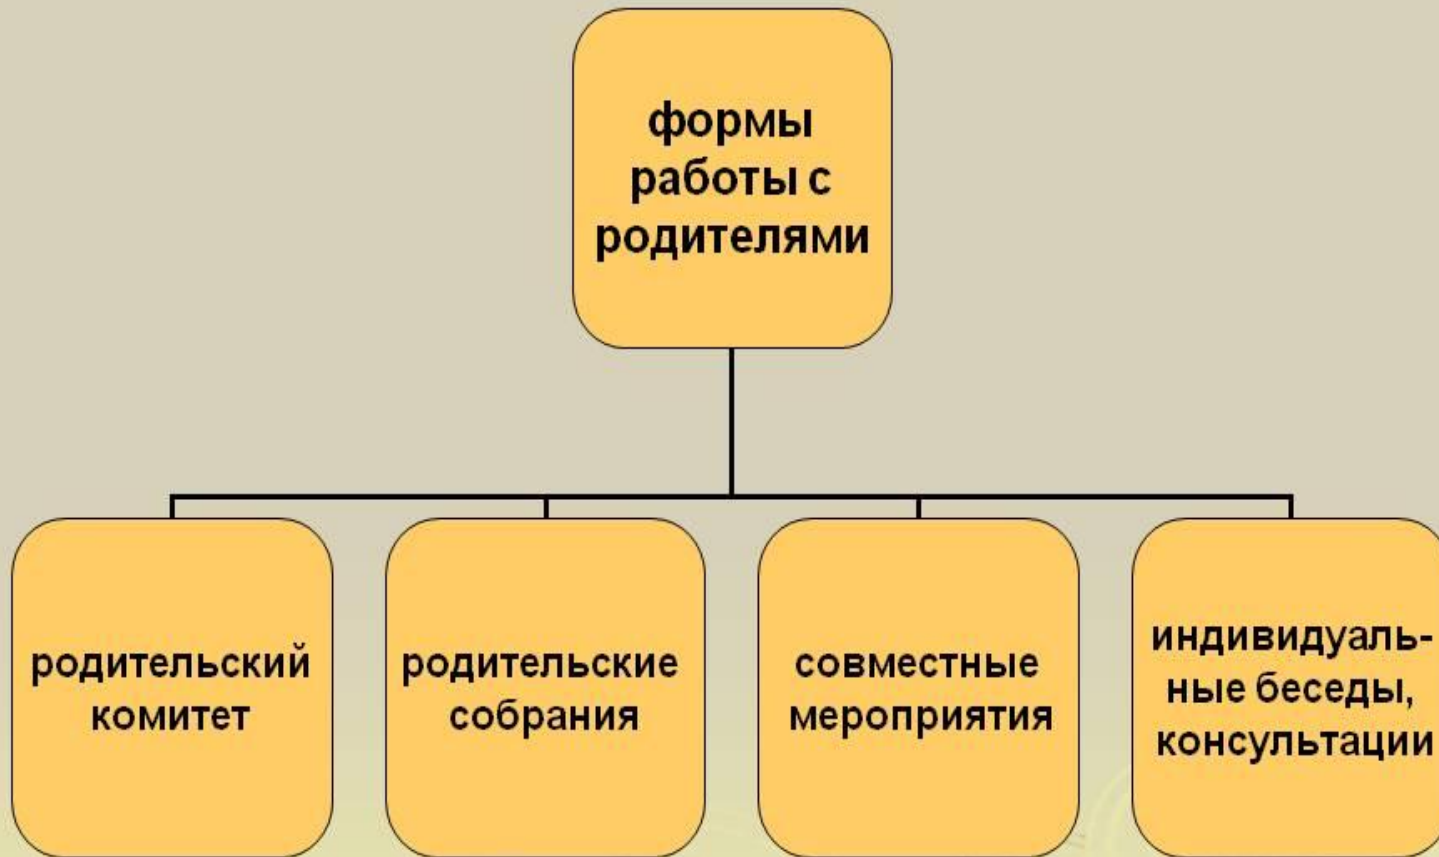 формы
работы с
родителями
родительский
комитет
родительские
собрания
совместные
мероприятия
индивидуаль-
ные беседы,
консультации